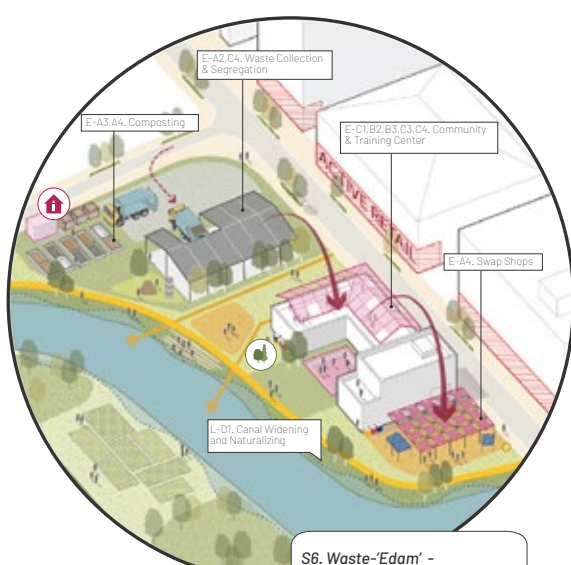 E-A2,C4. Waste Collection
& Segregation
E-A3,A4. Composting
E-C1,B2,B3,C3,C4. Community
& Training Center
ACTIVE RETAIL
E-A4. Swap Shops
L-D1. Canal Widening
and Naturalizing
S6. Waste-‘Edam’ -